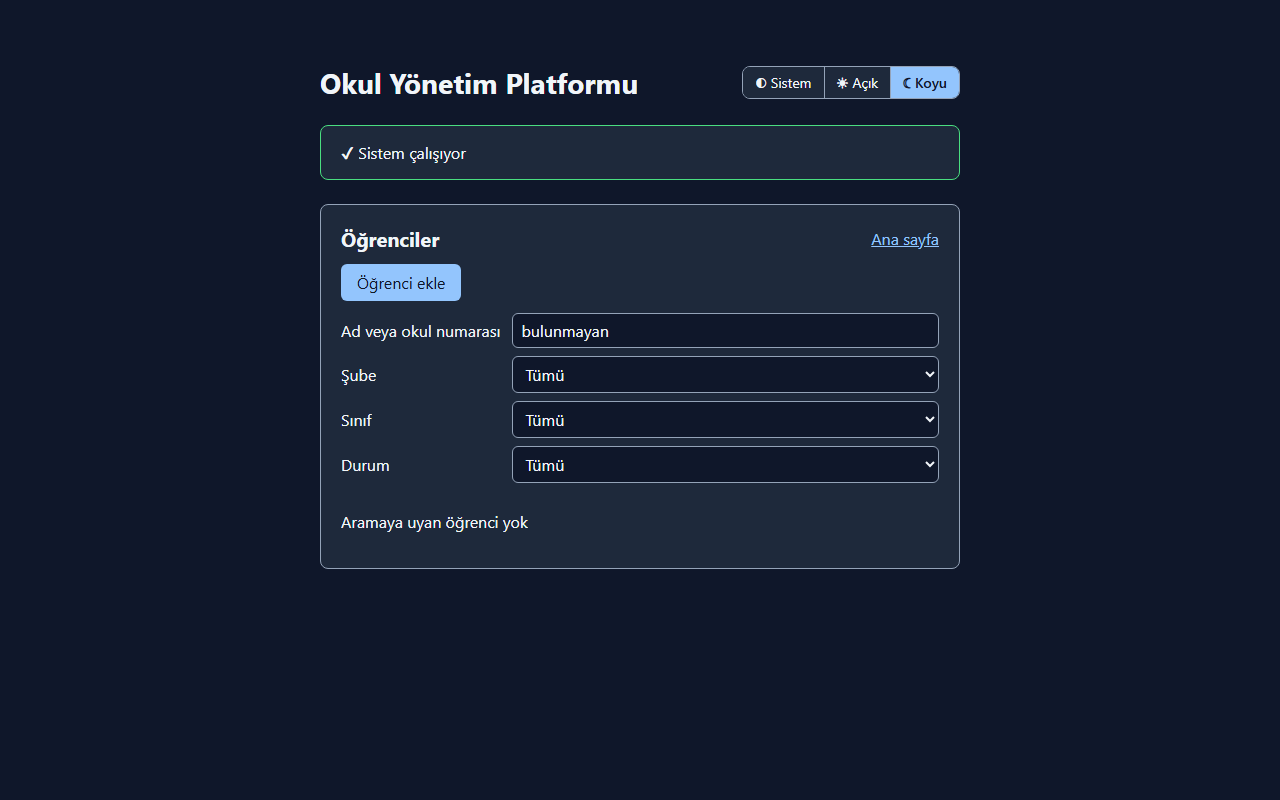 Okul Yönetim Platformu
◐ Sistem ☀ Açık ☾ Koyu
✓ Sistem çalışıyor
Öğrenciler Ana sayfa
Öğrenci ekle
Ad veya okul numarası bulunmayan
Şube Tümü
Sınıf Tümü
Durum Tümü
Aramaya uyan öğrenci yok